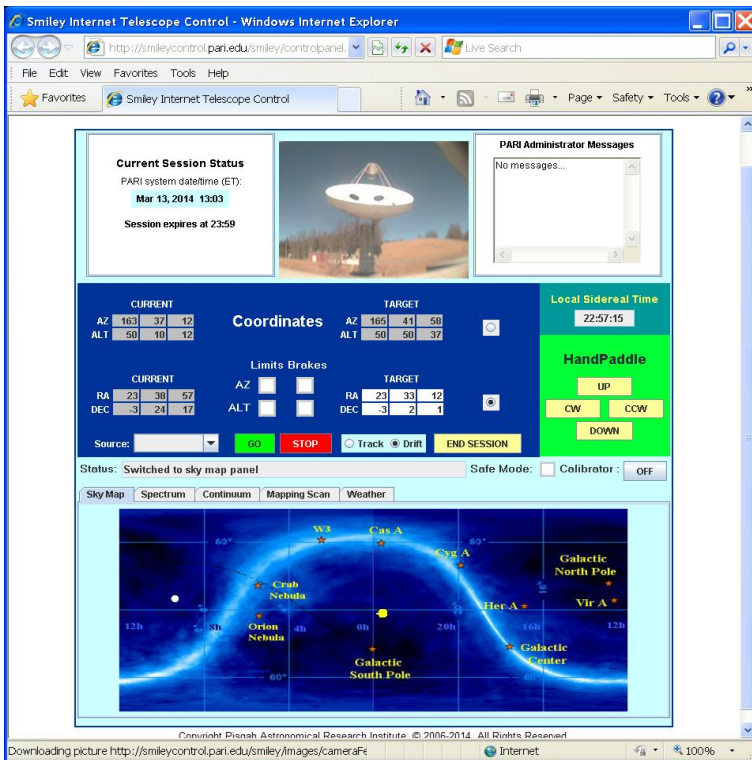 Smiley Internet Telescope Control - Windows Internet Explorer
http://smileycontrol.pari.edu/smiley/controlpanel.
Live Search
File Edit View Favorites Tools Help
Favorites Smiley Internet Telescope Control Page Safety Tools
Current Session Status
PARI system date/time (ET):
Mar 13, 2014 13:03
Session expires at 23:59
PARI Administrator Messages
No messages...
CURRENT
AZ 163 37 12
ALT 50 10 12
Coordinates
TARGET
AZ 165 41 58
ALT 50 50 37
Limits Brakes
AZ
ALT
CURRENT
RA 23 38 57
DEC -3 24 17
TARGET
RA 23 33 12
DEC -3 2 1
Source: GO STOP Track Drift END SESSION
Local Sidereal Time
22:57:15
HandPaddle
UP
CW CCW
DOWN
Status: Switched to sky map panel Safe Mode: Calibrator : OFF
Sky Map Spectrum Continuum Mapping Scan Weather
W3 Cas A
60° 60°
Cyg A
Galactic
North Pole
Crab
Nebula
Her A
Vir A
12h 8h
Orion
Nebula
4h 0h 20h 16h 12h
Galactic
Center
Galactic
South Pole
60° 60°
Copyright Pisgah Astronomical Research Institute © 2006-2014 All Rights Reserved
Downloading picture http://smileycontrol.pari.edu/smiley/images/cameraFe Internet 100%